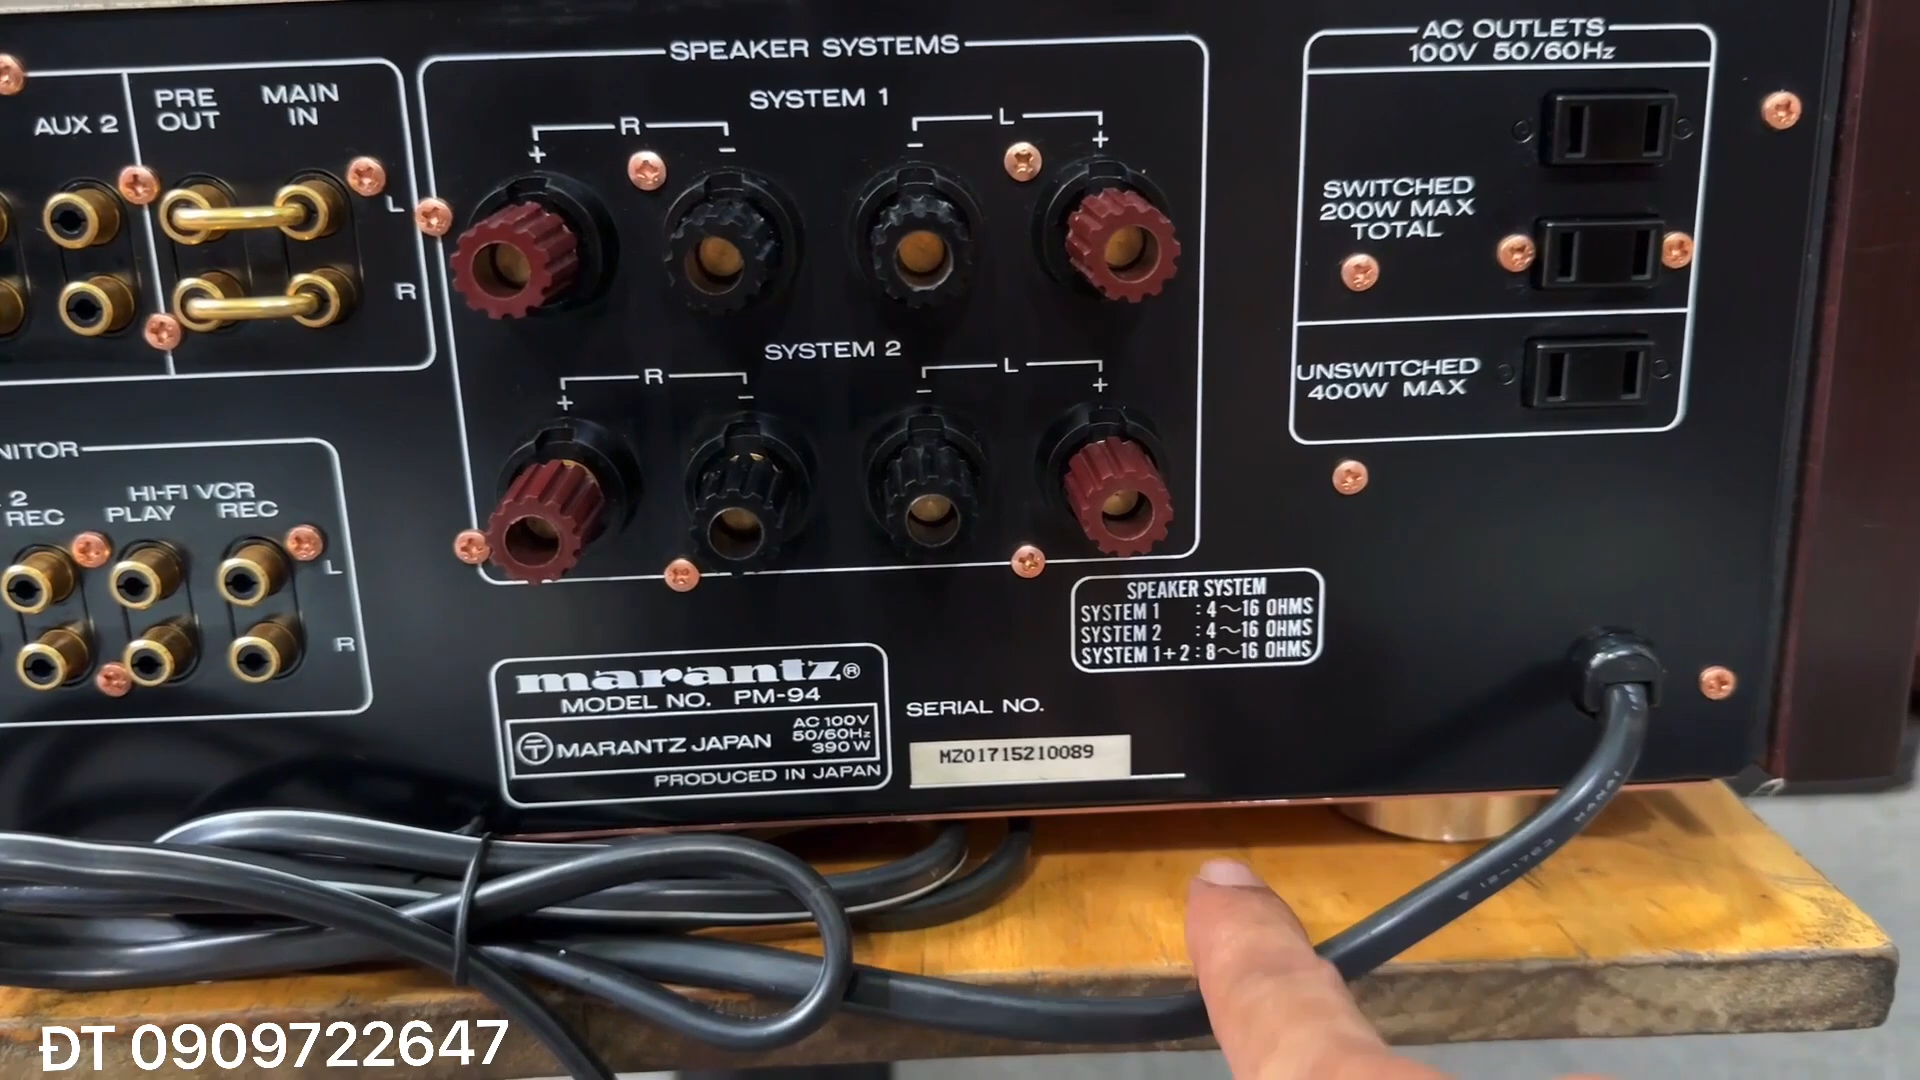 AUX 2
PRE
OUT
MAIN
IN
L
R
SPEAKER SYSTEMS
SYSTEM 1
R
L
+
−
−
+
SYSTEM 2
R
L
+
−
−
+
AC OUTLETS
100V 50/60Hz
SWITCHED
200W MAX
TOTAL
UNSWITCHED
400W MAX
NITOR
2
REC
HI-FI VCR
PLAY
REC
L
R
SPEAKER SYSTEM
SYSTEM 1 : 4～16 OHMS
SYSTEM 2 : 4～16 OHMS
SYSTEM 1+2 : 8～16 OHMS
marantz®
MODEL NO. PM-94
MARANTZ JAPAN
AC 100V
50/60Hz
390W
PRODUCED IN JAPAN
SERIAL NO.
MZ01715210089
ĐT 0909722647